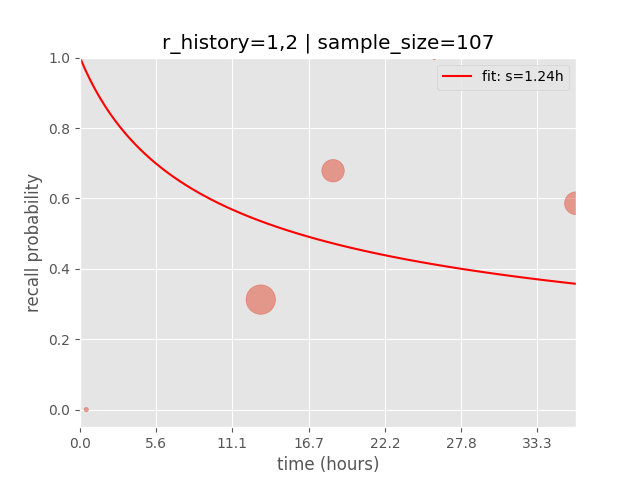 r_history=1,2 | sample_size=107
fit: s=1.24h
recall probability
1.0
0.8
0.6
0.4
0.2
0.0
0.0 5.6 11.1 16.7 22.2 27.8 33.3
time (hours)